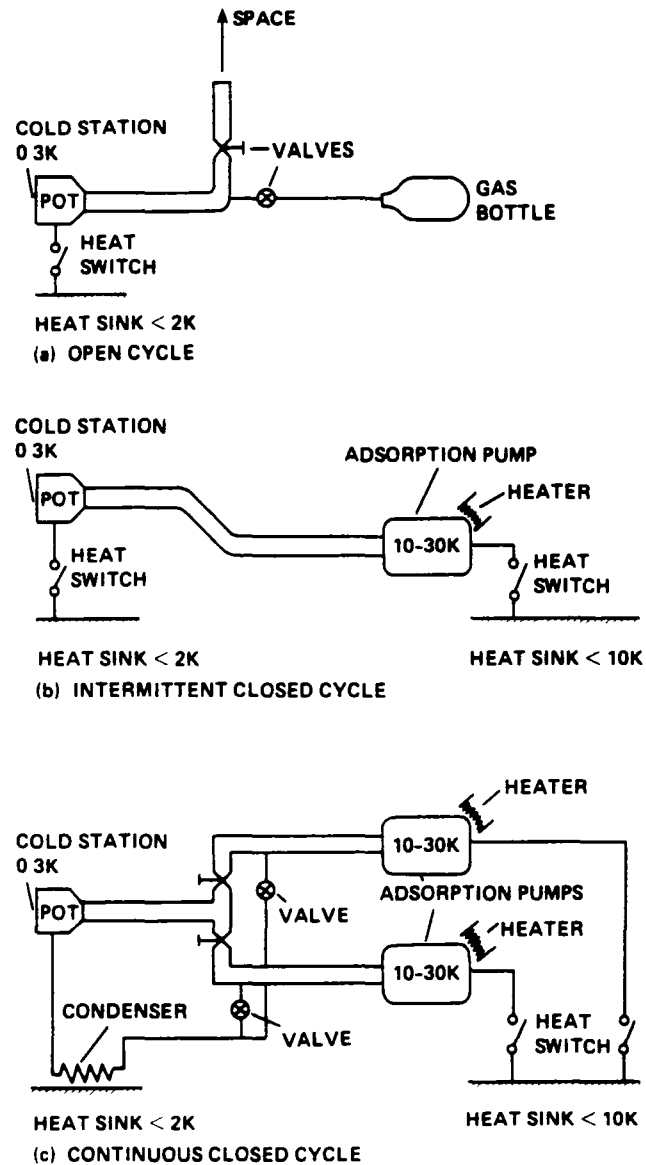 SPACE
COLD STATION
0 3K
POT
VALVES
GAS
BOTTLE
HEAT
SWITCH
HEAT SINK < 2K
(a) OPEN CYCLE
COLD STATION
0 3K
POT
ADSORPTION PUMP
HEATER
10-30K
HEAT
SWITCH
HEAT
SWITCH
HEAT SINK < 2K
HEAT SINK < 10K
(b) INTERMITTENT CLOSED CYCLE
HEATER
COLD STATION
0 3K
10-30K
POT
VALVE
ADSORPTION PUMPS
HEATER
10-30K
CONDENSER
VALVE
HEAT
SWITCH
HEAT SINK < 2K
HEAT SINK < 10K
(c) CONTINUOUS CLOSED CYCLE